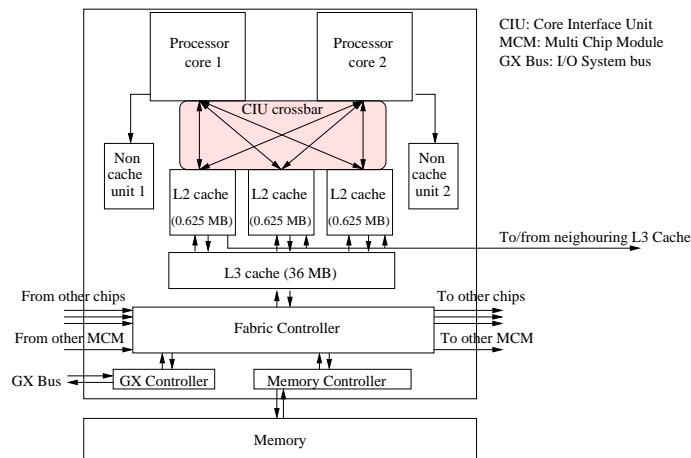 CIU: Core Interface Unit
MCM: Multi Chip Module
GX Bus: I/O System bus
Processor
core 1
Processor
core 2
CIU crossbar
Non
cache
unit 1
Non
cache
unit 2
L2 cache
(0.625 MB)
L2 cache
(0.625 MB)
L2 cache
(0.625 MB)
To/from neighouring L3 Cache
L3 cache (36 MB)
From other chips
To other chips
Fabric Controller
From other MCM
To other MCM
GX Bus
GX Controller
Memory Controller
Memory